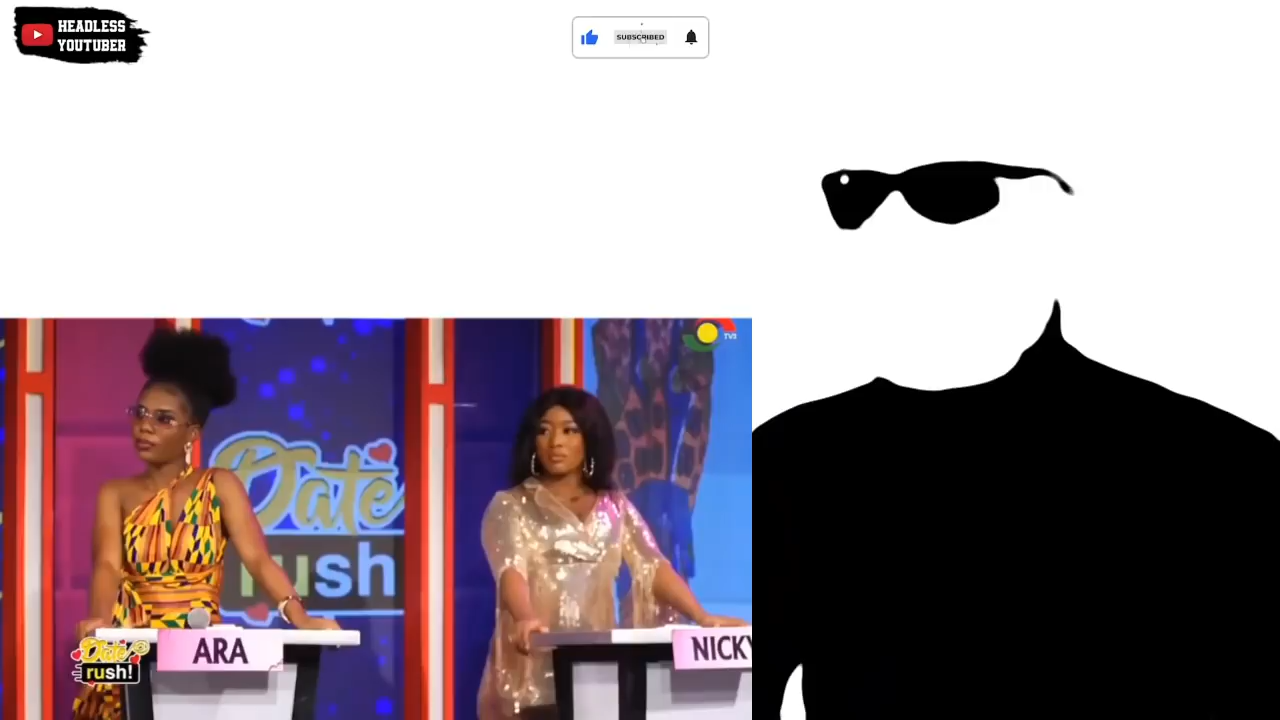 HEADLESS
YOUTUBER
SUBSCRIBED
TV3
Date
rush!
ARA
NICKY
Date
rush!